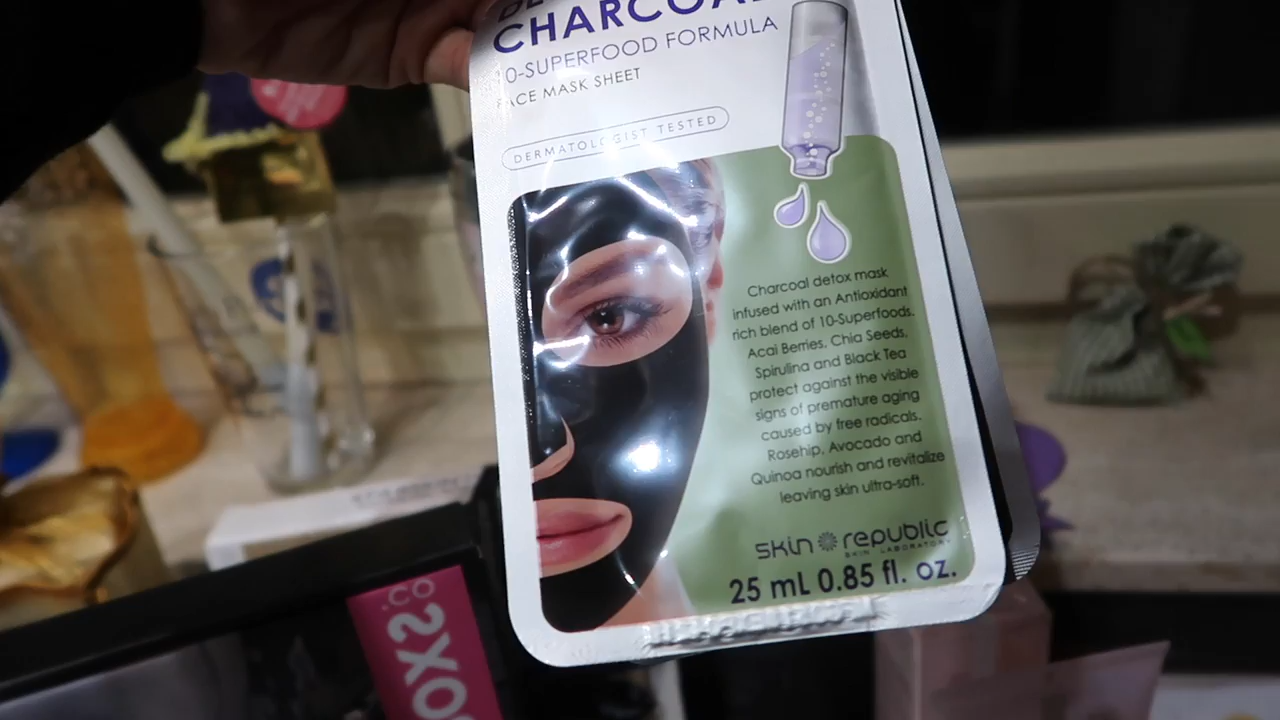 CHARCOAL
10-SUPERFOOD FORMULA
FACE MASK SHEET
DERMATOLOGIST TESTED
Charcoal detox mask
infused with an Antioxidant
rich blend of 10-Superfoods.
Acai Berries, Chia Seeds,
Spirulina and Black Tea
protect against the visible
signs of premature aging
caused by free radicals.
Rosehip, Avocado and
Quinoa nourish and revitalize
leaving skin ultra-soft.
skin republic
SKIN LABORATORY
25 mL 0.85 fl. oz.